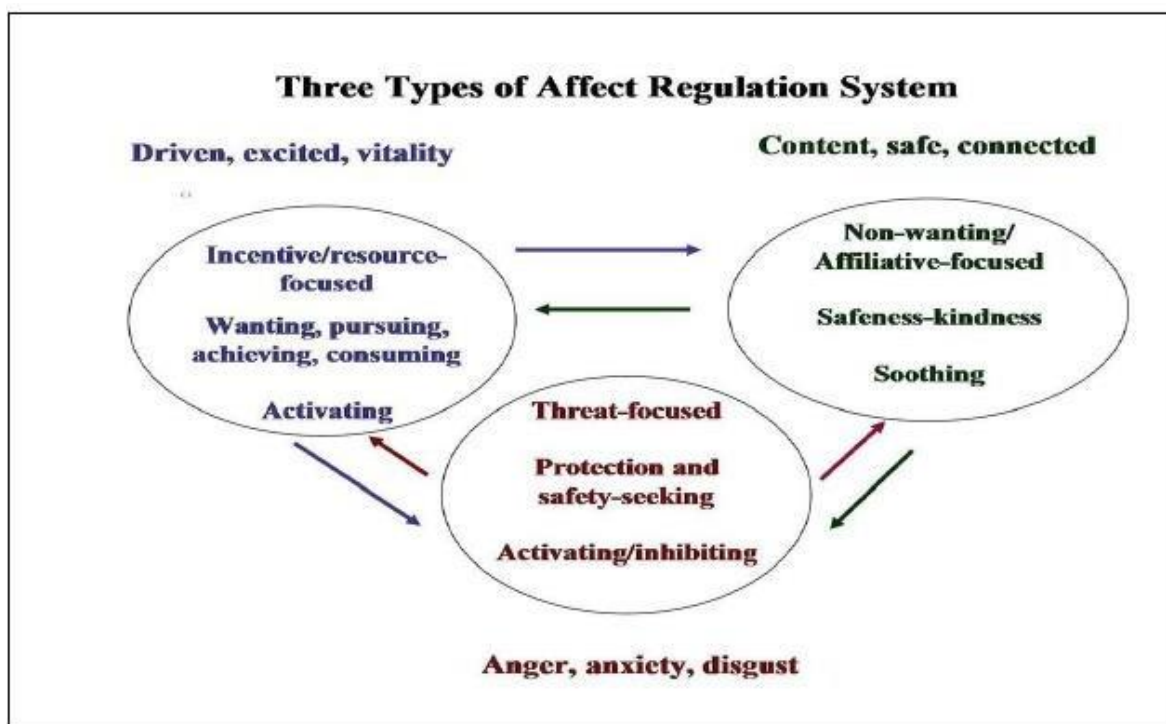 Three Types of Affect Regulation System
Driven, excited, vitality
Content, safe, connected
Incentive/resource-
focused
Wanting, pursuing,
achieving, consuming
Activating
Non-wanting/
Affiliative-focused
Safeness-kindness
Soothing
Threat-focused
Protection and
safety-seeking
Activating/inhibiting
Anger, anxiety, disgust